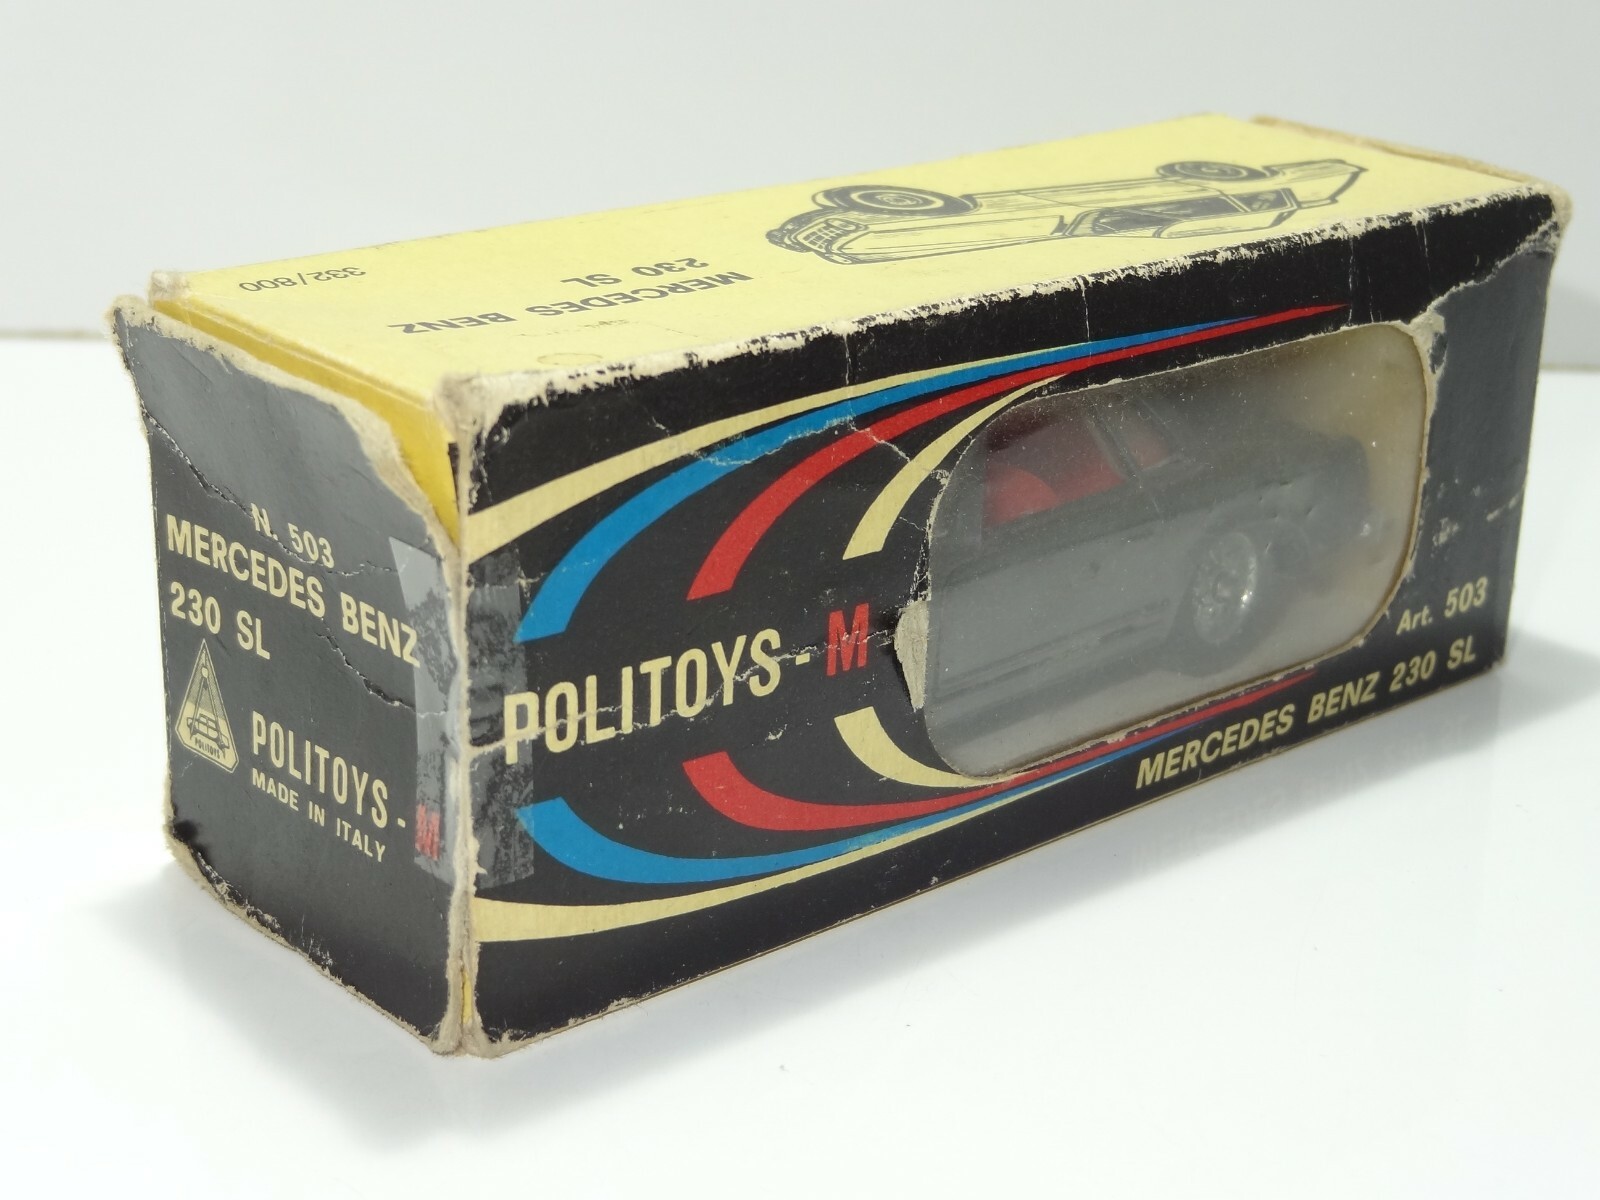 332/800
MERCEDES BENZ
230 SL
N. 503
MERCEDES BENZ
230 SL
POLITOYS
POLITOYS-M
MADE IN ITALY
POLITOYS-M
Art. 503
MERCEDES BENZ 230 SL